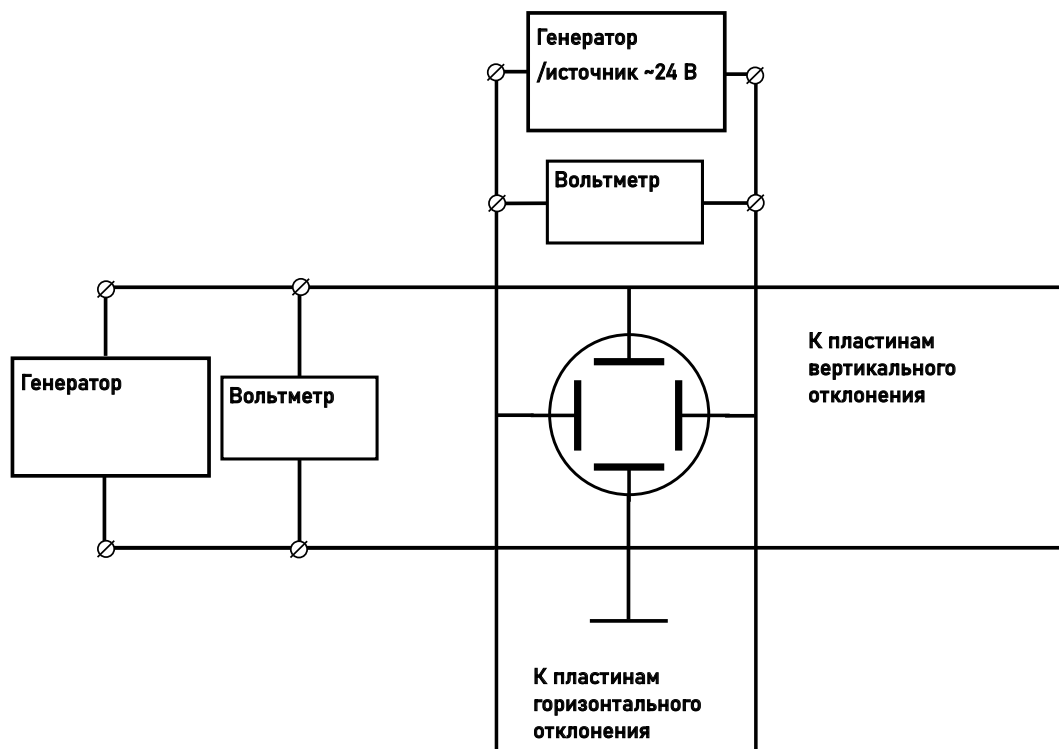 Генератор
/источник ~24 В
Вольтметр
Генератор
Вольтметр
К пластинам
вертикального
отклонения
К пластинам
горизонтального
отклонения